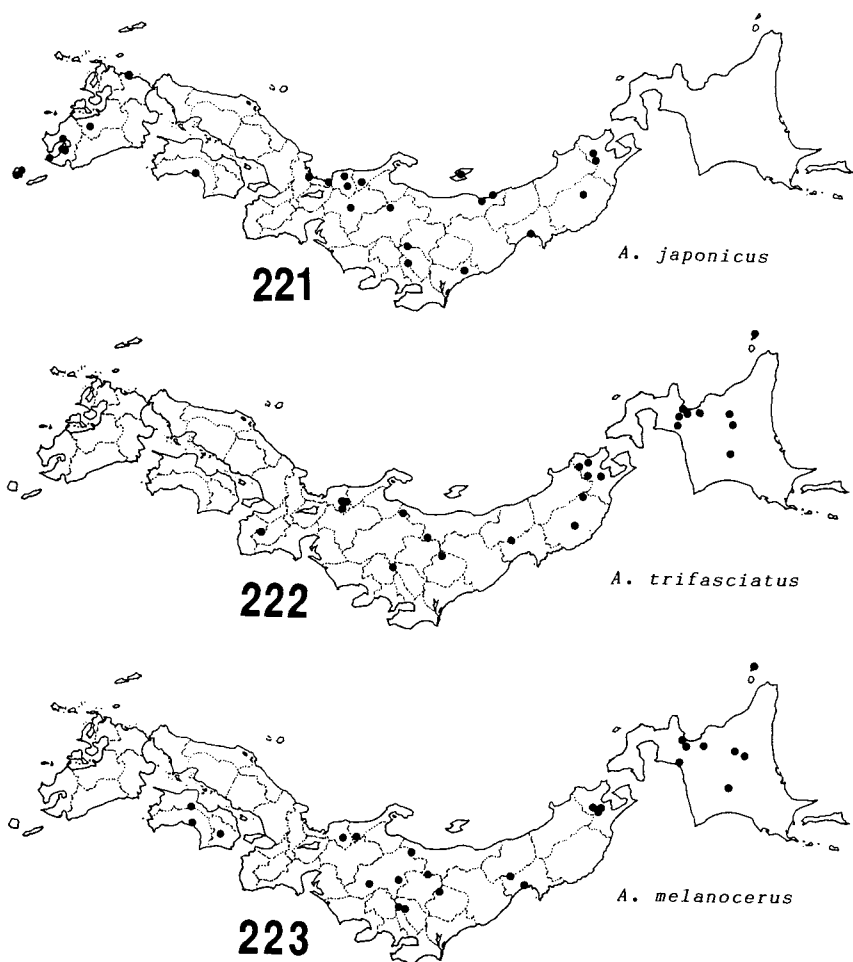 A. japonicus
221
A. trifasciatus
222
A. melanocerus
223